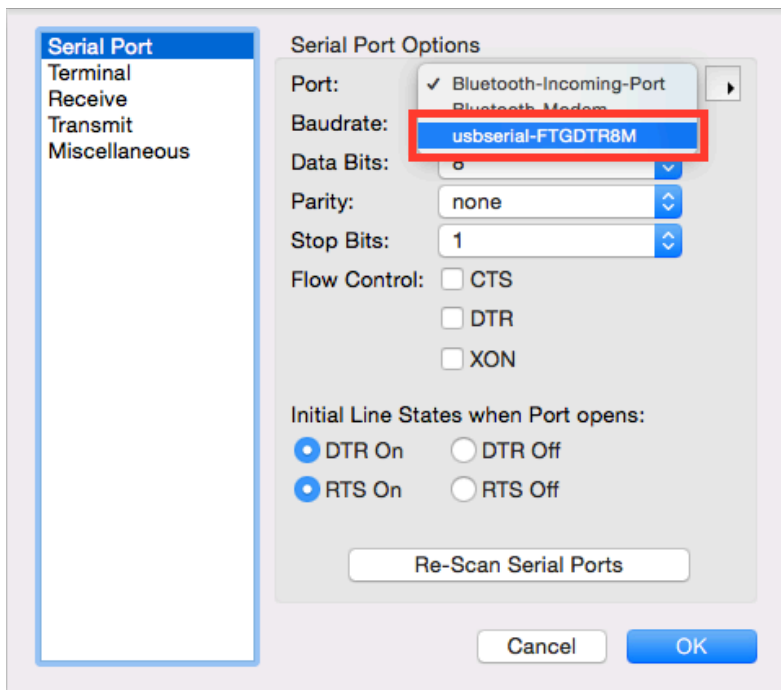 Serial Port
Terminal
Receive
Transmit
Miscellaneous
Serial Port Options
Port:
✓ Bluetooth-Incoming-Port
Bluetooth-Modem
usbserial-FTGDTR8M
Baudrate:
Data Bits: 8
Parity: none
Stop Bits: 1
Flow Control: CTS
DTR
XON
Initial Line States when Port opens:
DTR On DTR Off
RTS On RTS Off
Re-Scan Serial Ports
Cancel OK